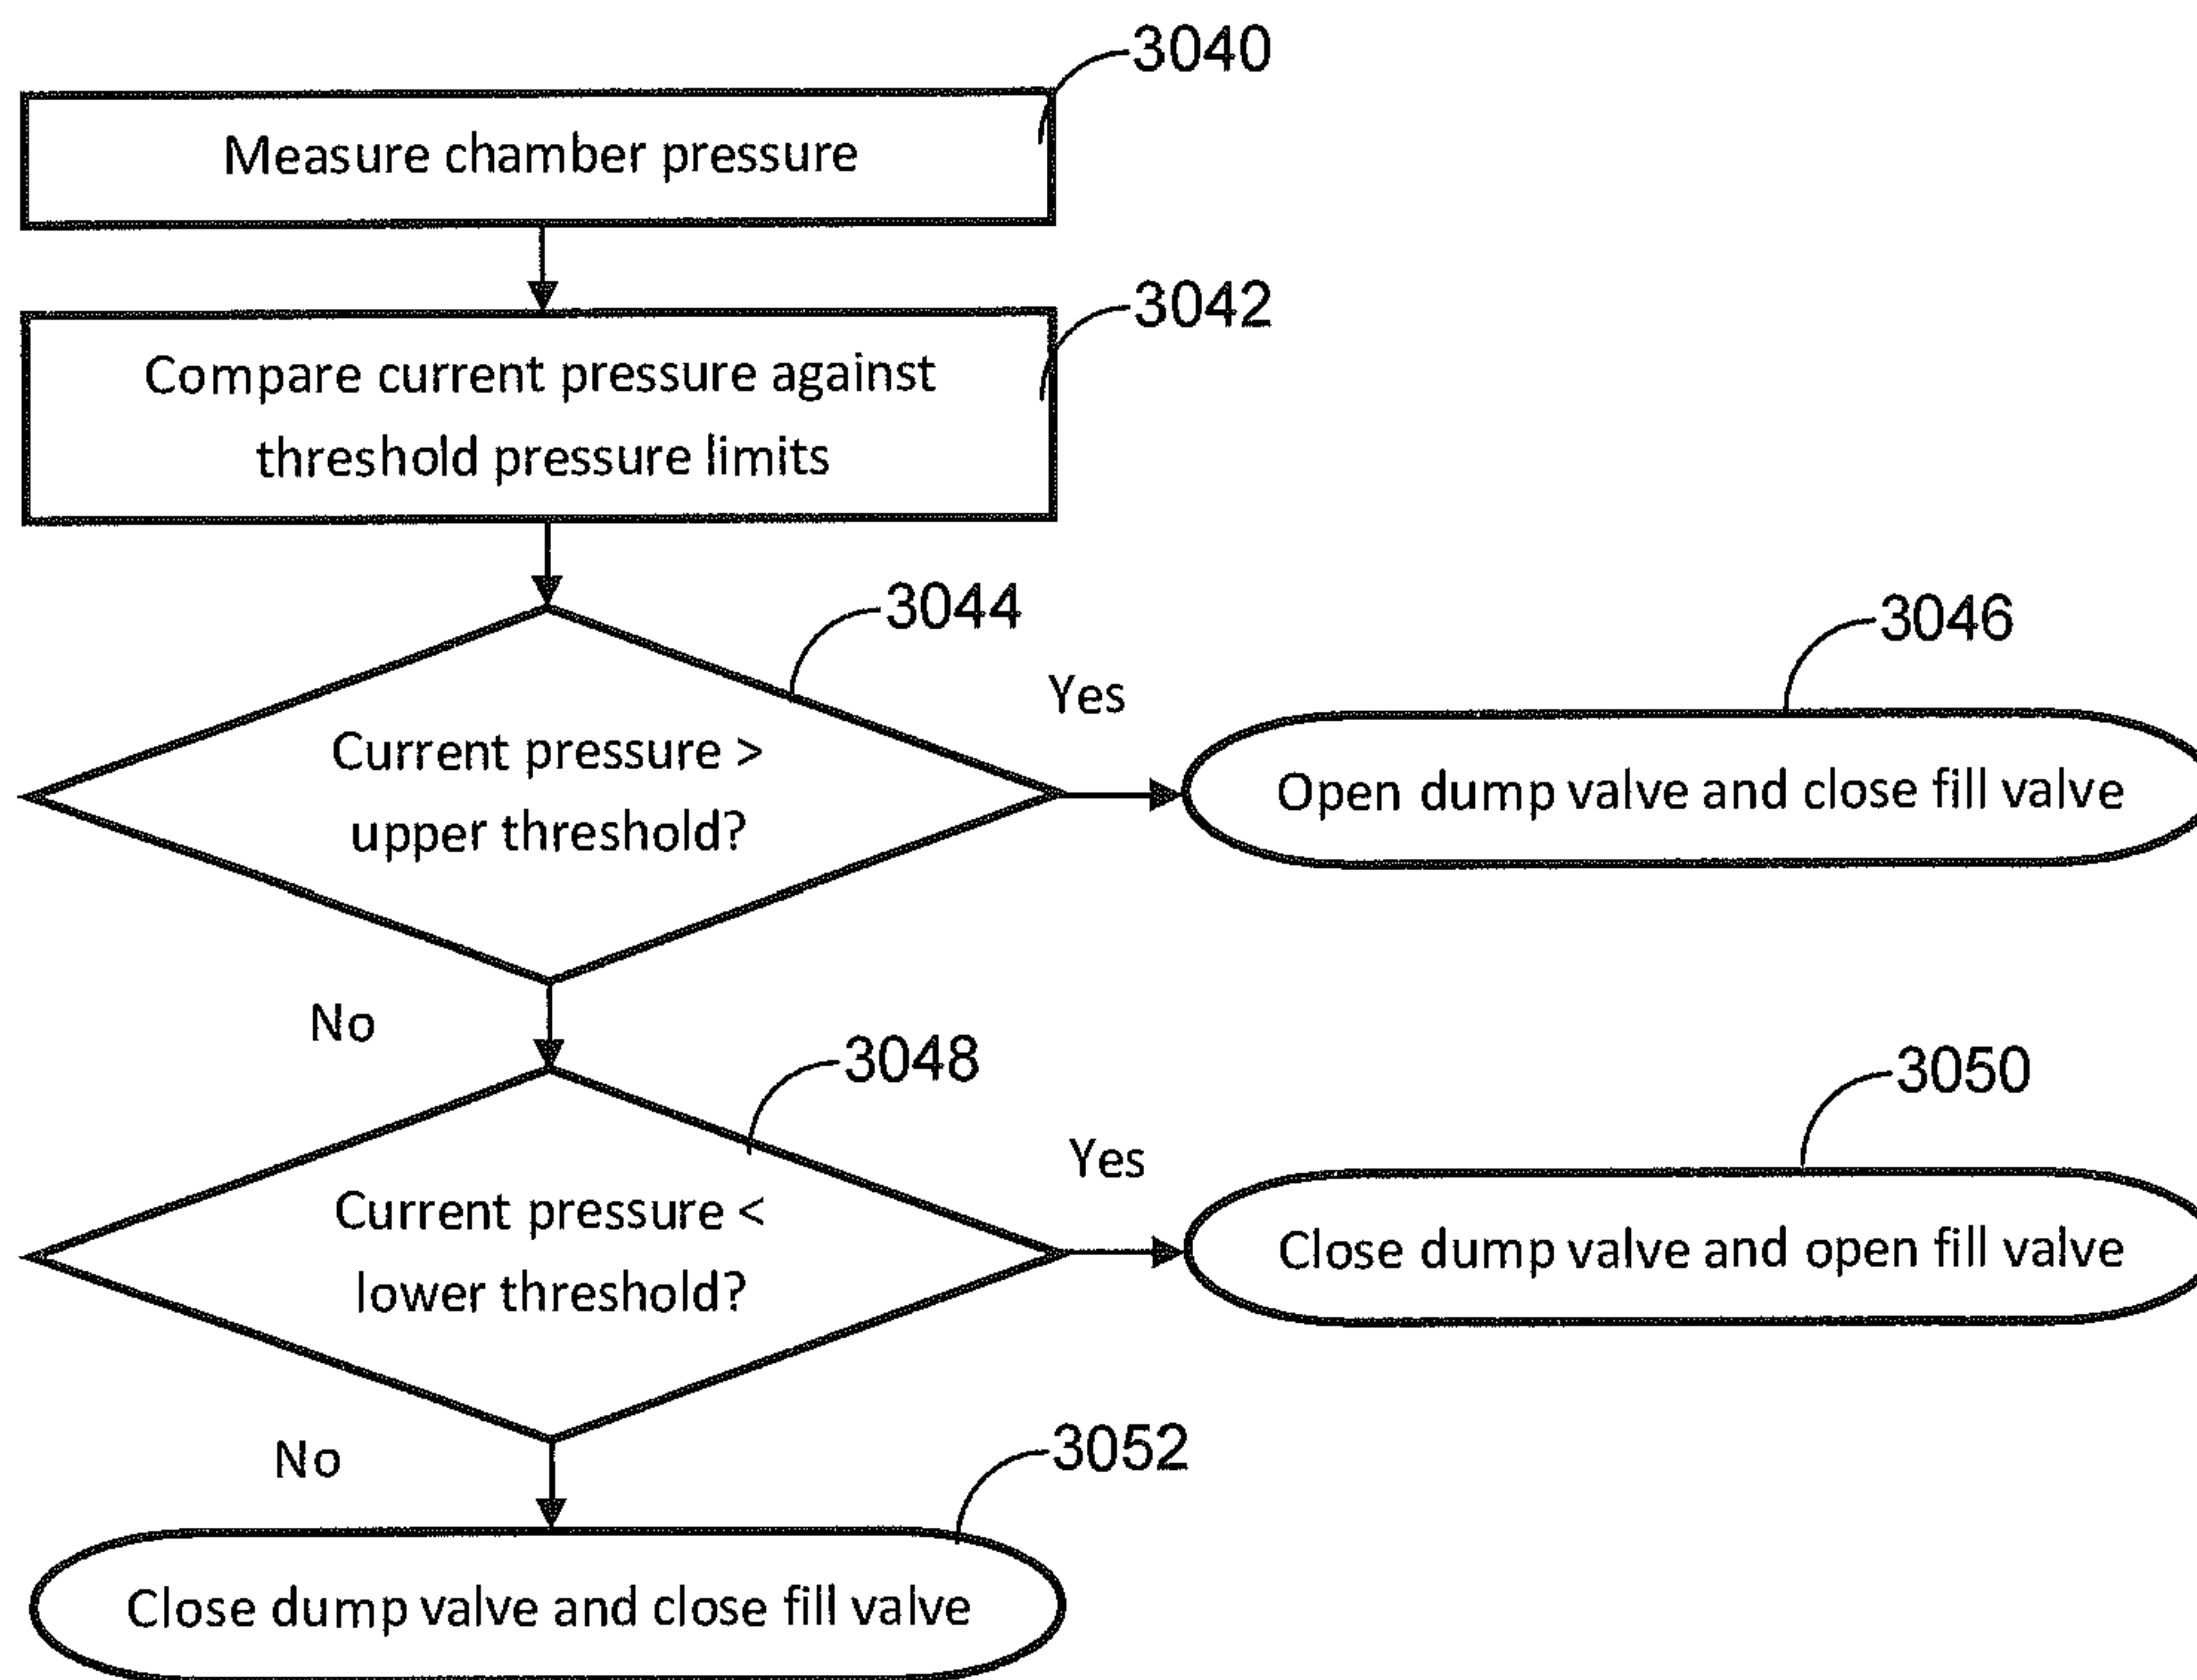 3040
Measure chamber pressure
3042
Compare current pressure against
threshold pressure limits
3044
3046
Yes
Current pressure >
upper threshold?
Open dump valve and close fill valve
No
3048
3050
Yes
Current pressure <
lower threshold?
Close dump valve and open fill valve
No
3052
Close dump valve and close fill valve